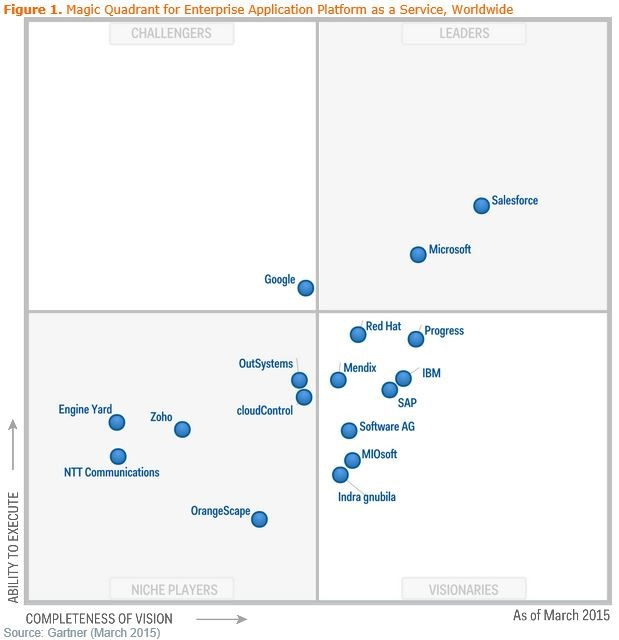 Figure 1. Magic Quadrant for Enterprise Application Platform as a Service, Worldwide
CHALLENGERS
LEADERS
Salesforce
Microsoft
Google
Red Hat
Progress
OutSystems
Mendix
IBM
cloudControl
SAP
Engine Yard
Zoho
Software AG
NTT Communications
MIOsoft
Indra gnubila
OrangeScape
NICHE PLAYERS
VISIONARIES
ABILITY TO EXECUTE
COMPLETENESS OF VISION
As of March 2015
Source: Gartner (March 2015)